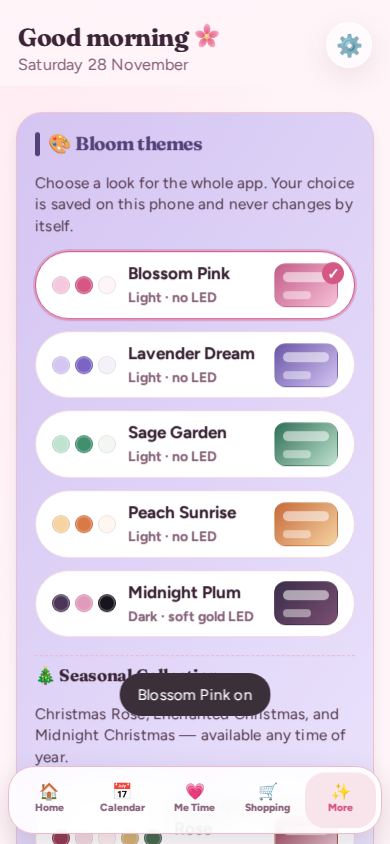 Good morning 🌸
Saturday 28 November
🎨 Bloom themes
Choose a look for the whole app. Your choice
is saved on this phone and never changes by
itself.
Blossom Pink
Light · no LED
Lavender Dream
Light · no LED
Sage Garden
Light · no LED
Peach Sunrise
Light · no LED
Midnight Plum
Dark · soft gold LED
🎄 Seasonal
Blossom Pink on
Christmas Rose, Enchanted Christmas, and
Midnight Christmas — available any time of
year.
Rose
Home
Calendar
Me Time
Shopping
More